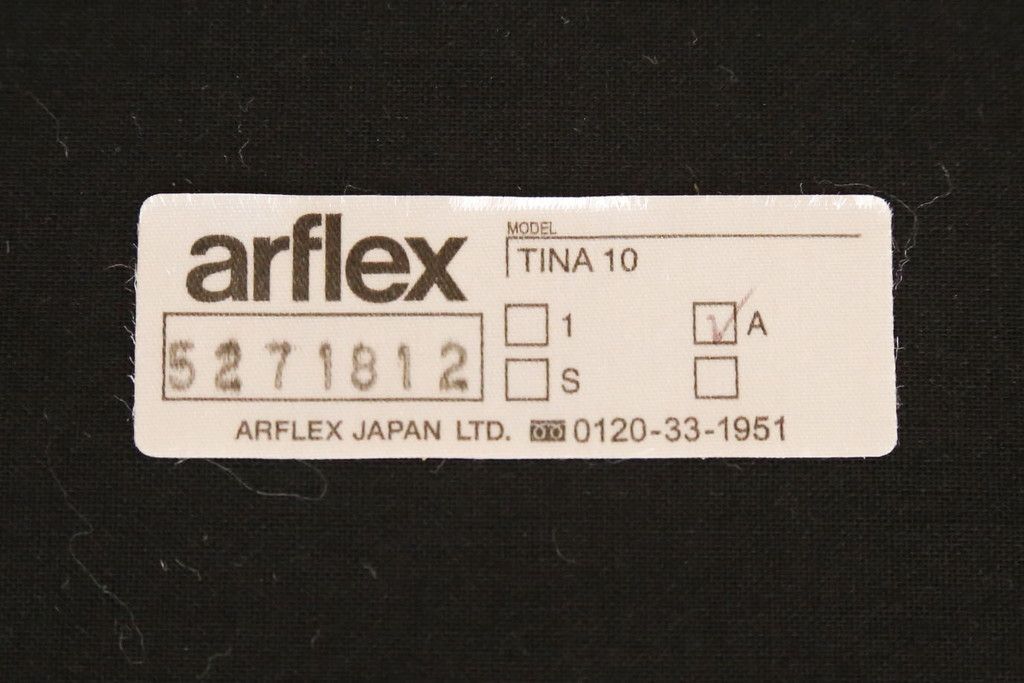 arflex
5271812
MODEL
TINA 10
1
A
S
ARFLEX JAPAN LTD. 0120-33-1951